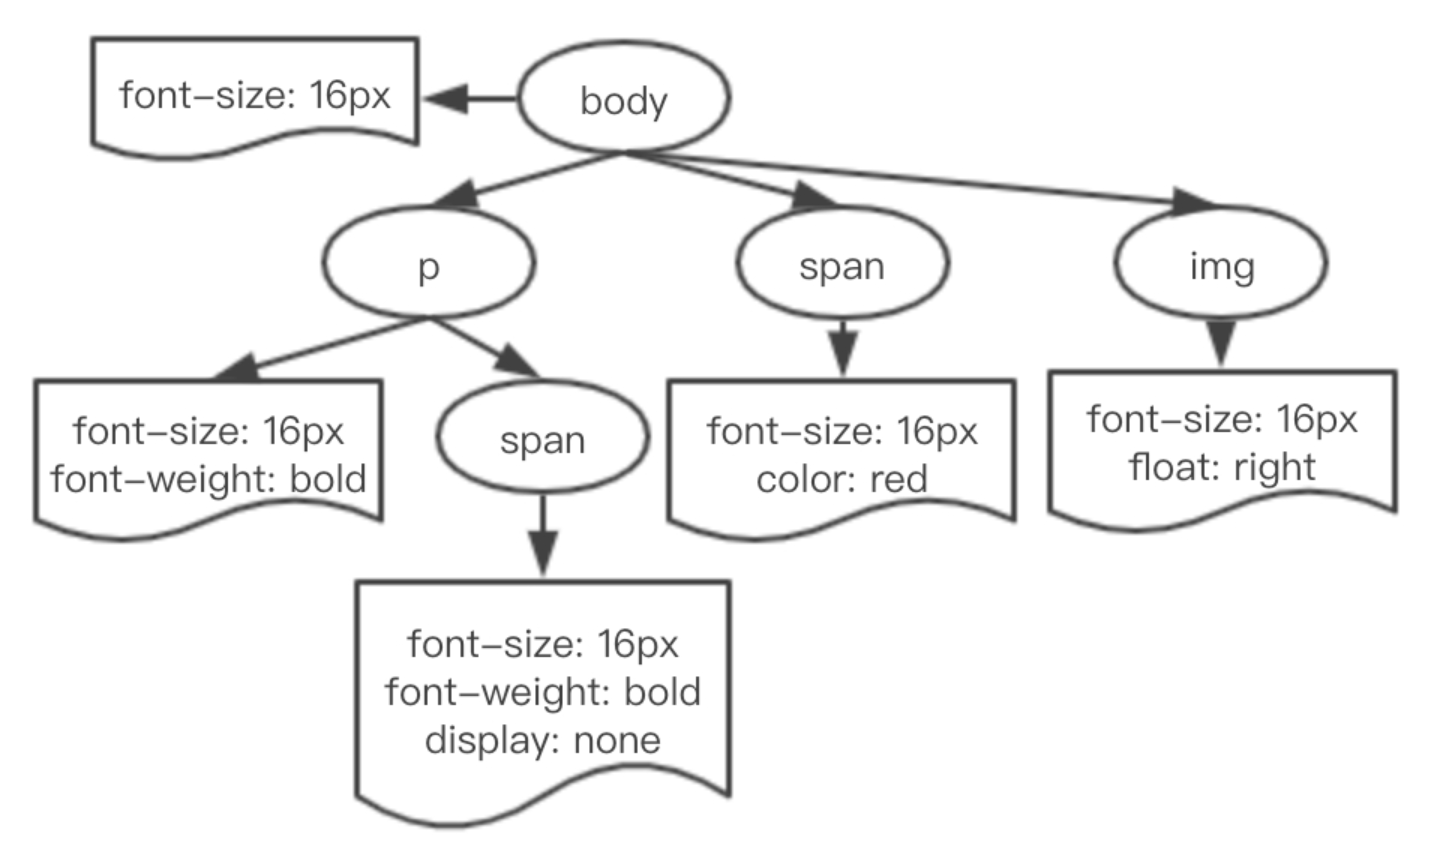 font-size: 16px
body
p
span
img
font-size: 16px
font-weight: bold
span
font-size: 16px
color: red
font-size: 16px
float: right
font-size: 16px
font-weight: bold
display: none